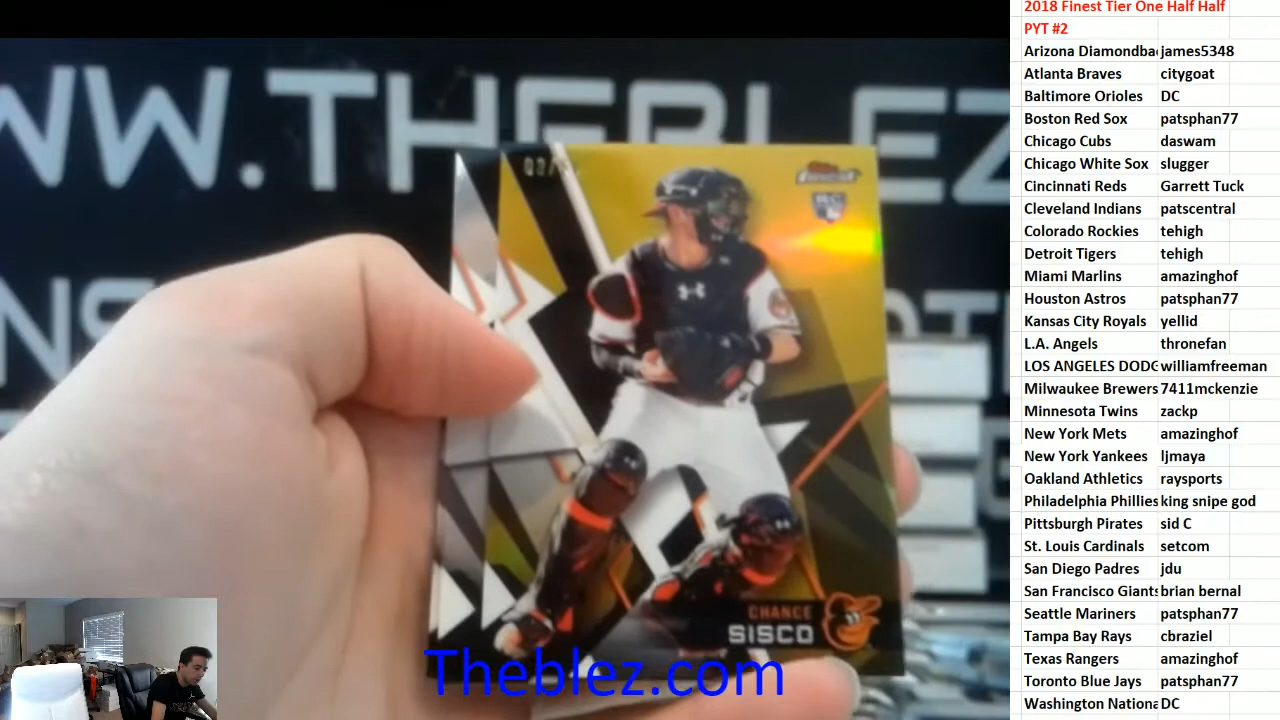 WW.THEBLEZ
NS
OT
Topps
Finest
RC
CHANCE
SISCO
Theblez.com
2018 Finest Tier One Half Half
PYT #2
Arizona Diamondba james5348
Atlanta Braves citygoat
Baltimore Orioles DC
Boston Red Sox patsphan77
Chicago Cubs daswam
Chicago White Sox slugger
Cincinnati Reds Garrett Tuck
Cleveland Indians patscentral
Colorado Rockies tehigh
Detroit Tigers tehigh
Miami Marlins amazinghof
Houston Astros patsphan77
Kansas City Royals yellid
L.A. Angels thronefan
LOS ANGELES DODG williamfreeman
Milwaukee Brewers 7411mckenzie
Minnesota Twins zackp
New York Mets amazinghof
New York Yankees ljmaya
Oakland Athletics raysports
Philadelphia Phillies king snipe god
Pittsburgh Pirates sid C
St. Louis Cardinals setcom
San Diego Padres jdu
San Francisco Giants brian bernal
Seattle Mariners patsphan77
Tampa Bay Rays cbraziel
Texas Rangers amazinghof
Toronto Blue Jays patsphan77
Washington Nationa DC